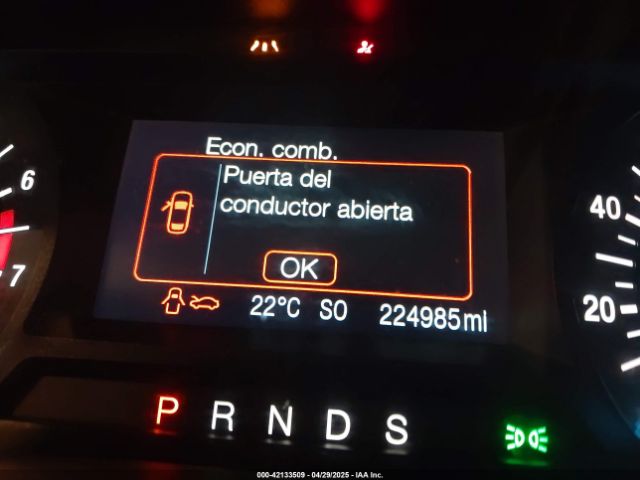 Econ. comb.
Puerta del
conductor abierta
OK
22°C SO 224985mi
6
7
40
20
P R N D S
000-42133509 - 04/29/2025 - IAA Inc.